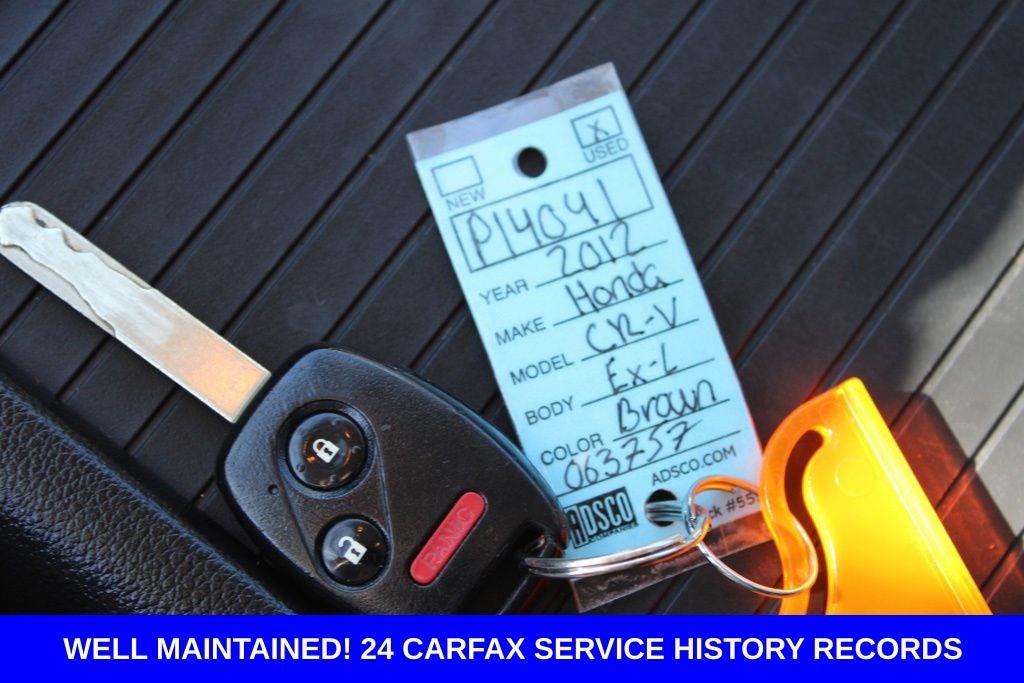 X
NEW
USED
P14041
YEAR 2012
MAKE Honda
MODEL CR-V
BODY Ex-L
COLOR Brown
063757
ADSCO.COM
ADSCO
PANIC
WELL MAINTAINED! 24 CARFAX SERVICE HISTORY RECORDS